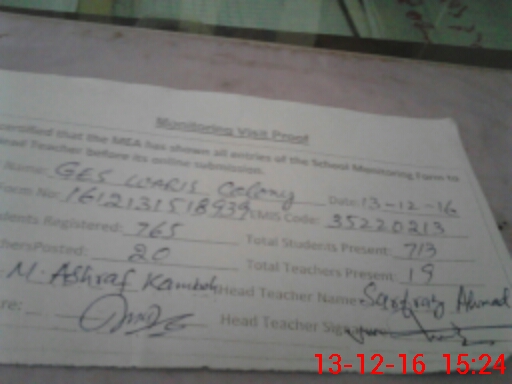 Monitoring Visit Proof
certified that the MEA has shown all entries of the School Monitoring Form to
Head Teacher before its online submission.
Name: GES WARIS Colony Date: 13-12-16
Form No: 161213151893 EMIS Code: 35220213
Students Registered: 765 Total Students Present: 713
Teachers Posted: 20 Total Teachers Present: 19
M. Ashraf Kamboh Head Teacher Name: Sarfraz Ahmad
re: Head Teacher
13-12-16 15:24